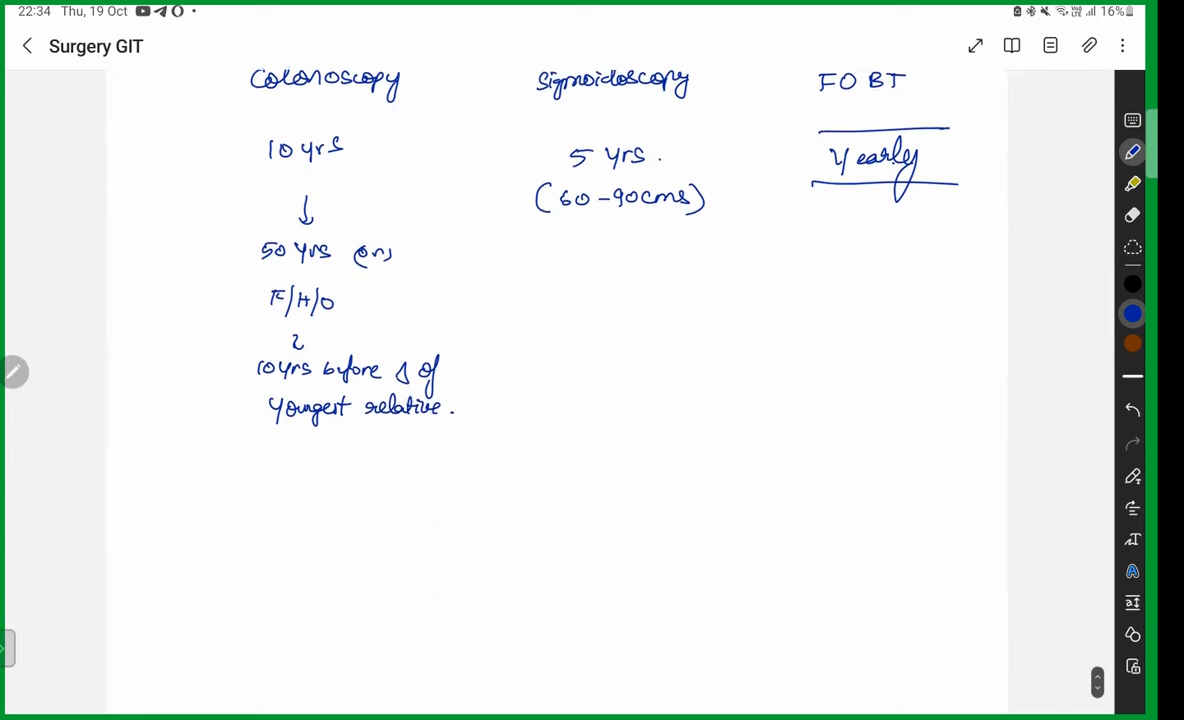 22:34 Thu, 19 Oct
16%
Surgery GIT
Colonoscopy
Sigmoidoscopy
FOBT
10 yrs
5 yrs.
Yearly
(60-90cms)
50 yrs (or)
F/H/O
10yrs before Δ of
youngest relative.